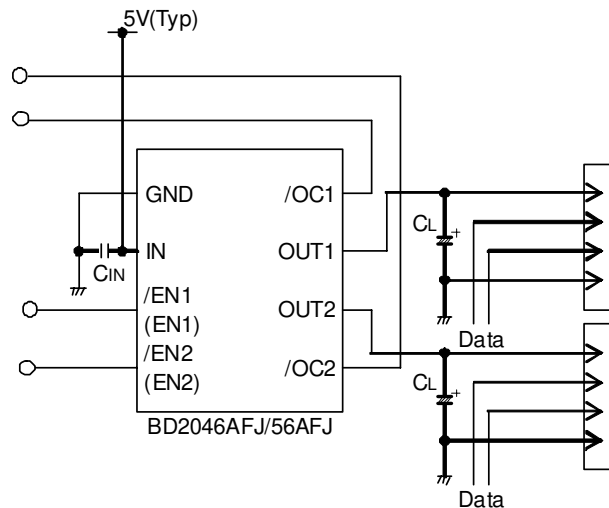 5V(Typ)
GND
/OC1
CIN
IN
OUT1
/EN1
(EN1)
OUT2
/EN2
(EN2)
/OC2
BD2046AFJ/56AFJ
CL
+
Data
CL
+
Data